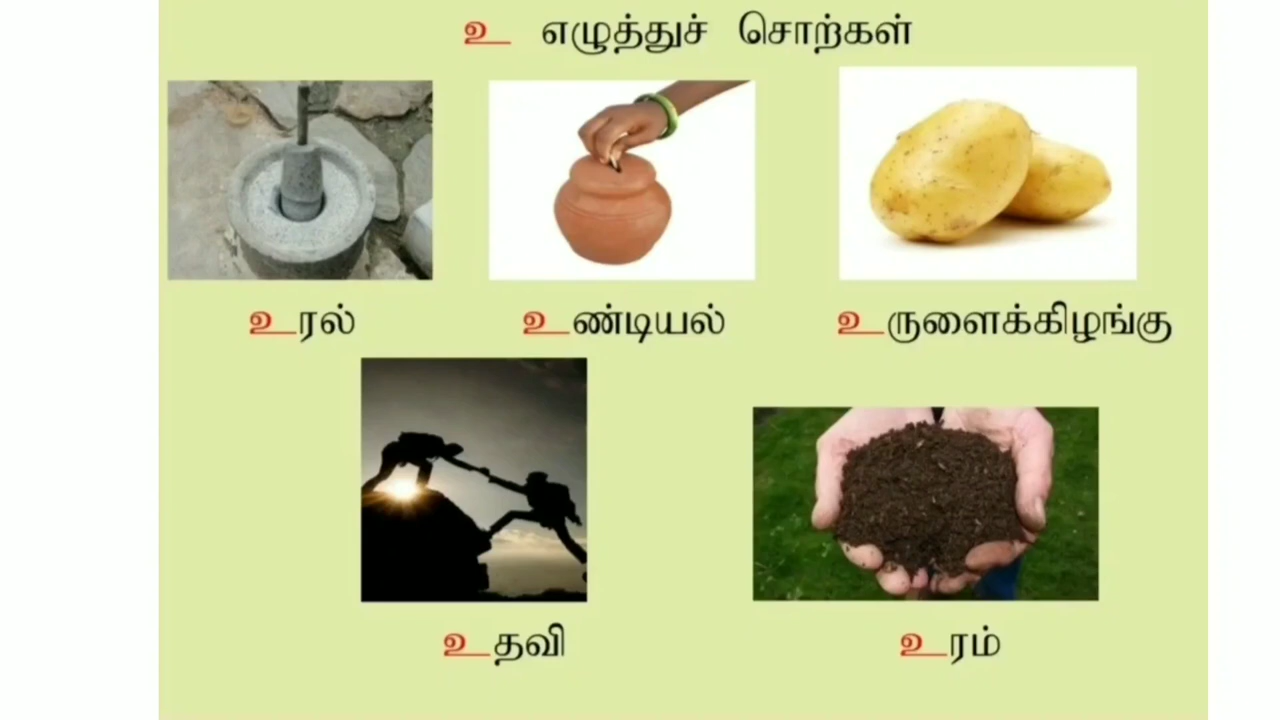 உ எழுத்துச் சொற்கள்
உரல் உண்டியல் உருளைக்கிழங்கு
உதவி உரம்